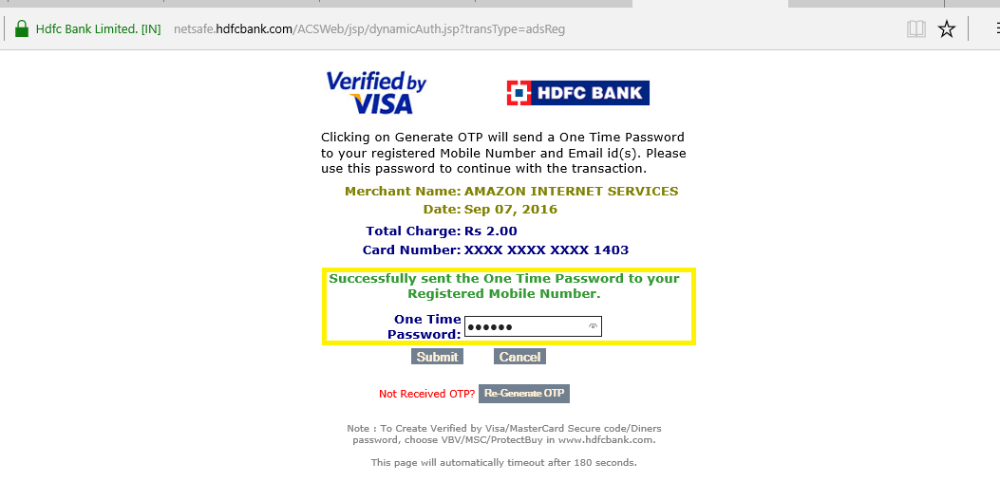 Hdfc Bank Limited. [IN] netsafe.hdfcbank.com/ACSWeb/jsp/dynamicAuth.jsp?transType=adsReg
Verified by
VISA
HDFC BANK
Clicking on Generate OTP will send a One Time Password
to your registered Mobile Number and Email id(s). Please
use this password to continue with the transaction.
Merchant Name: AMAZON INTERNET SERVICES
Date: Sep 07, 2016
Total Charge: Rs 2.00
Card Number: XXXX XXXX XXXX 1403
Successfully sent the One Time Password to your
Registered Mobile Number.
One Time
Password: ●●●●●●
Submit Cancel
Not Received OTP? Re-Generate OTP
Note : To Create Verified by Visa/MasterCard Secure code/Diners
password, choose VBV/MSC/ProtectBuy in www.hdfcbank.com.
This page will automatically timeout after 180 seconds.